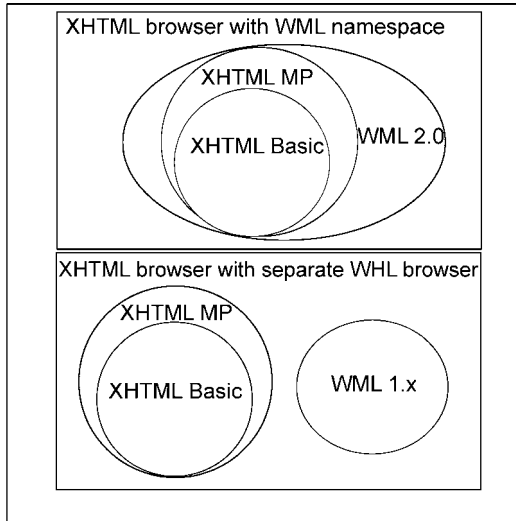 XHTML browser with WML namespace
XHTML MP
XHTML Basic
WML 2.0
XHTML browser with separate WHL browser
XHTML MP
XHTML Basic
WML 1.x